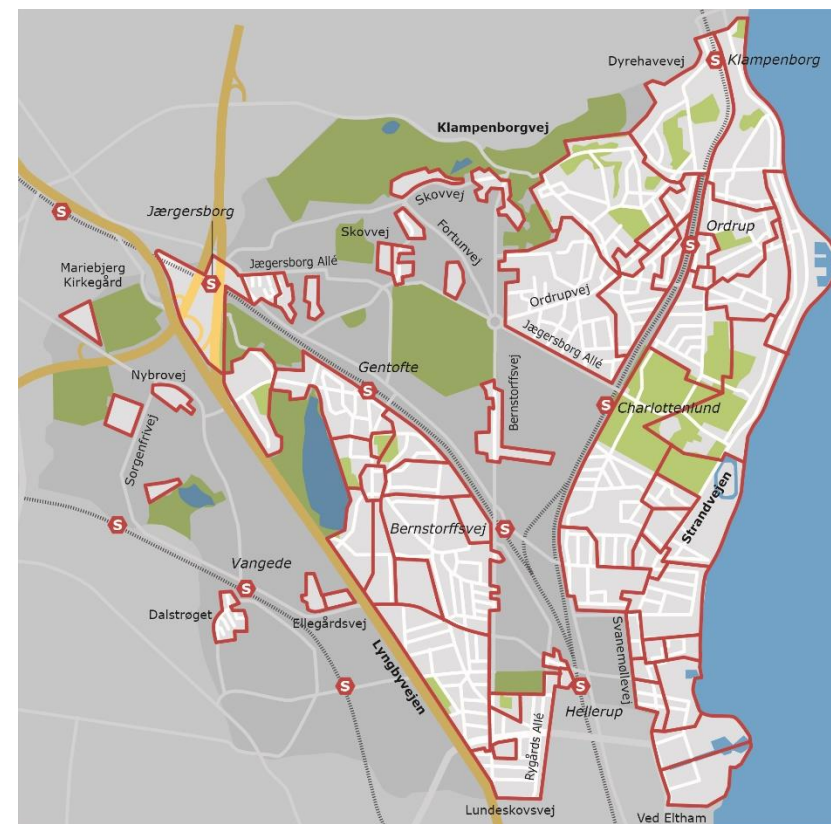 Dyrehavevej
S
Klampenborg
Klampenborgvej
S
Jærgersborg
Skovvej
Skovvej
Fortunvej
Ordrup
S
Mariebjerg
Kirkegård
Jægersborg Allé
S
Ordrupvej
Jægersborg Allé
Nybrovej
Gentofte
S
Bernstorffsvej
S
Charlottenlund
Sorgenfrivej
Strandvejen
S
Bernstorffsvej
S
Vangede
S
Dalstrøget
Ellegårdsvej
Svanemøllevej
Lyngbyvejen
S
S
Hellerup
Rygårds Allé
Lundeskovsvej
Ved Eltham